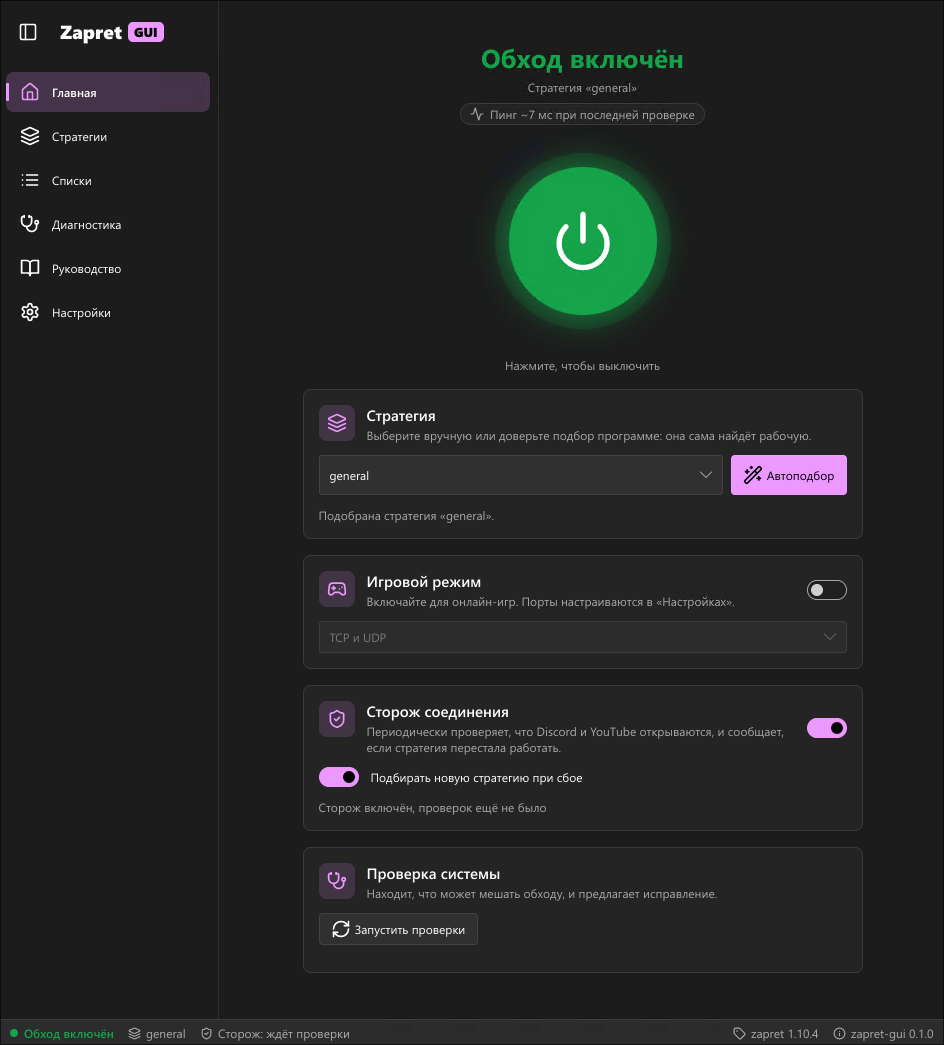 Zapret GUI
Главная
Стратегии
Списки
Диагностика
Руководство
Настройки
Обход включён
Стратегия «general»
Пинг ~7 мс при последней проверке
Нажмите, чтобы выключить
Стратегия
Выберите вручную или доверьте подбор программе: она сама найдёт рабочую.
general
Автоподбор
Подобрана стратегия «general».
Игровой режим
Включайте для онлайн-игр. Порты настраиваются в «Настройках».
TCP и UDP
Сторож соединения
Периодически проверяет, что Discord и YouTube открываются, и сообщает,
если стратегия перестала работать.
Подбирать новую стратегию при сбое
Сторож включён, проверок ещё не было
Проверка системы
Находит, что может мешать обходу, и предлагает исправление.
Запустить проверки
Обход включён general Сторож: ждёт проверки zapret 1.10.4 zapret-gui 0.1.0